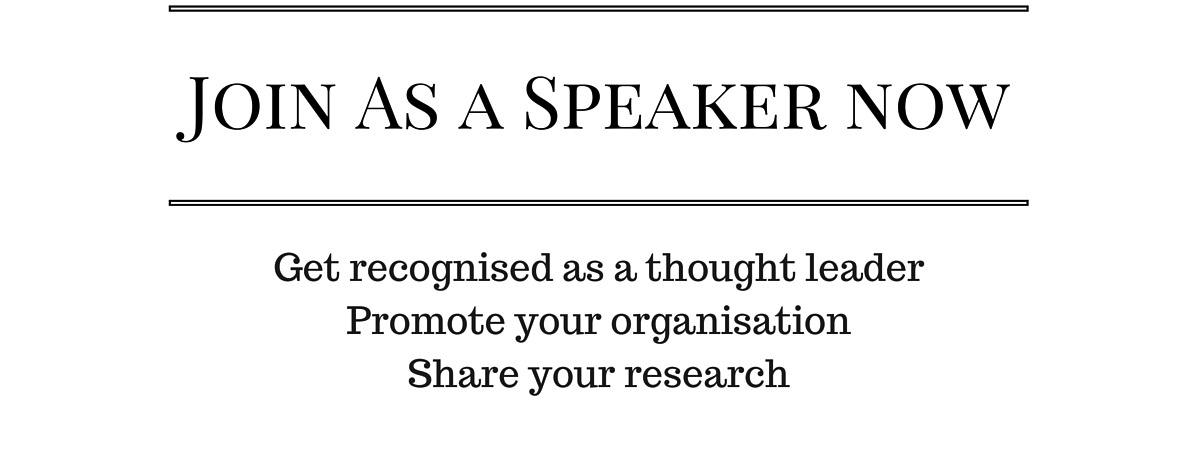 Join As a Speaker now
Get recognised as a thought leader
Promote your organisation
Share your research